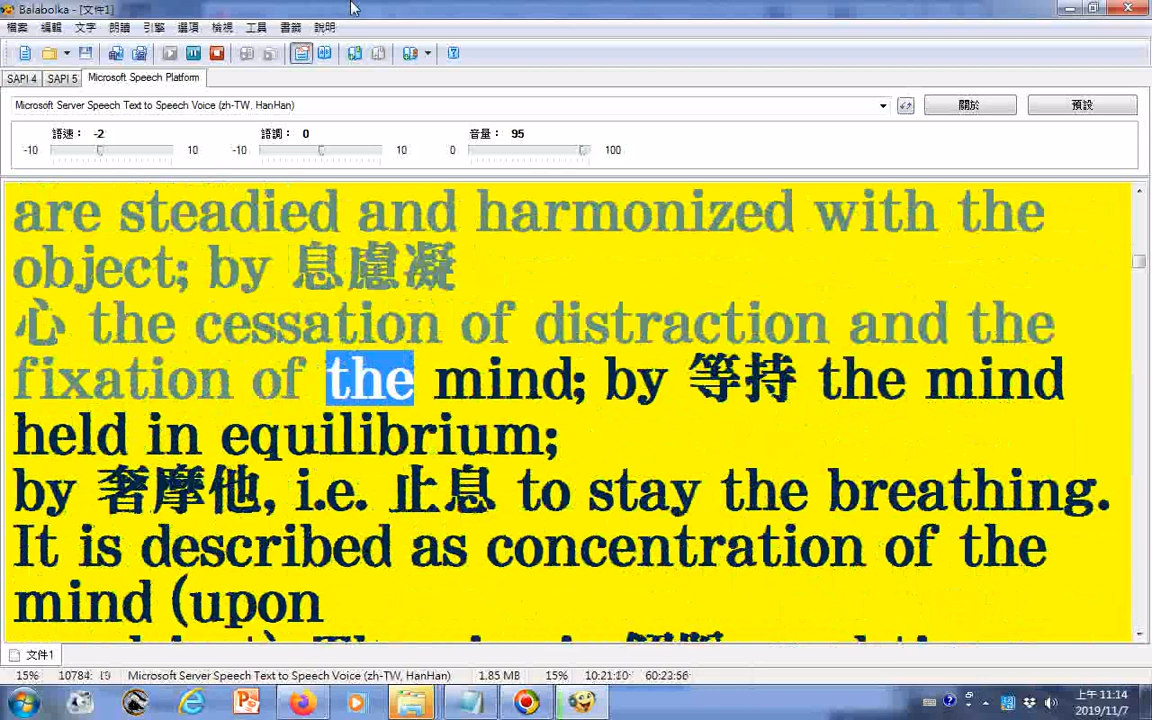 Balabolka - [文件1]
檔案 編輯 文字 朗讀 引擎 選項 檢視 工具 書籤 說明
SAPI 4 SAPI 5 Microsoft Speech Platform
Microsoft Server Speech Text to Speech Voice (zh-TW, HanHan) 關於 預設
語速： -2 語調： 0 音量： 95
-10 10 -10 10 0 100
are steadied and harmonized with the
object; by 息慮凝
心 the cessation of distraction and the
fixation of the mind; by 等持 the mind
held in equilibrium;
by 奢摩他, i.e. 止息 to stay the breathing.
It is described as concentration of the
mind (upon
文件1
15% 10784: 19 Microsoft Server Speech Text to Speech Voice (zh-TW, HanHan) 1.85 MB 15% 10:21:10 60:23:56
上午 11:14
2019/11/7